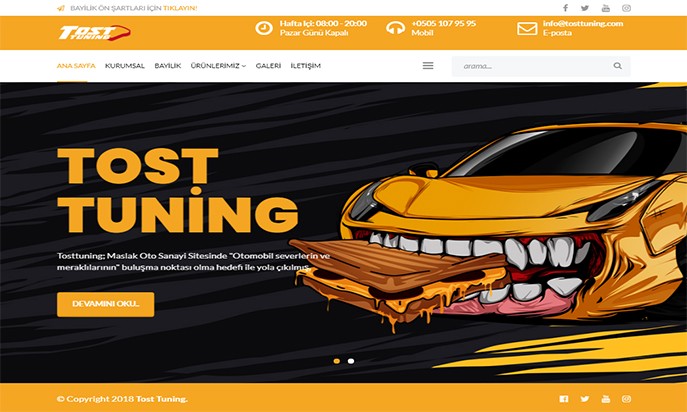 BAYİLİK ÖN ŞARTLARI İÇİN TIKLAYIN!
TOST
TUNING
Hafta İçi: 08:00 - 20:00
Pazar Günü Kapalı
+0505 107 95 95
Mobil
info@tosttuning.com
E-posta
ANA SAYFA KURUMSAL BAYİLİK ÜRÜNLERİMİZ GALERİ İLETİŞİM
arama...
TOST
TUNİNG
Tosttuning; Maslak Oto Sanayi Sitesinde "Otomobil severlerin ve
meraklılarının" buluşma noktası olma hedefi ile yola çıkılmış.
DEVAMINI OKU..
© Copyright 2018 Tost Tuning.